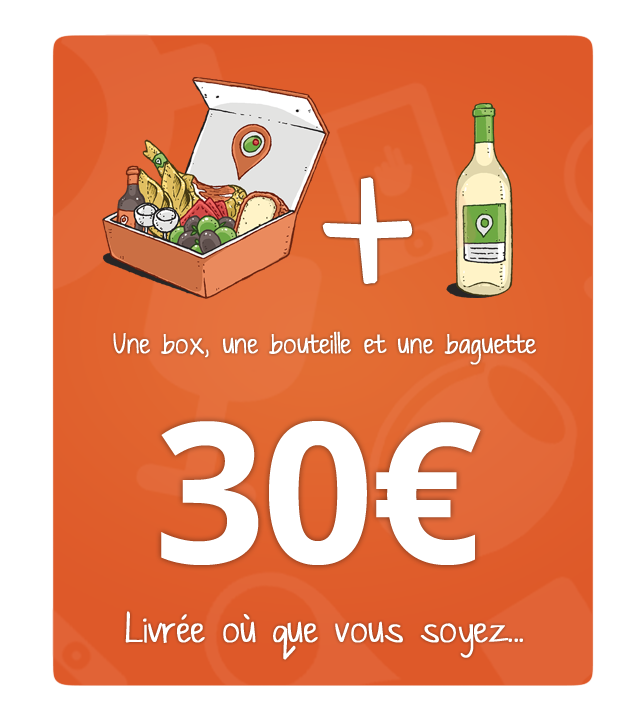 +
Une box, une bouteille et une baguette
30€
Livrée où que vous soyez...